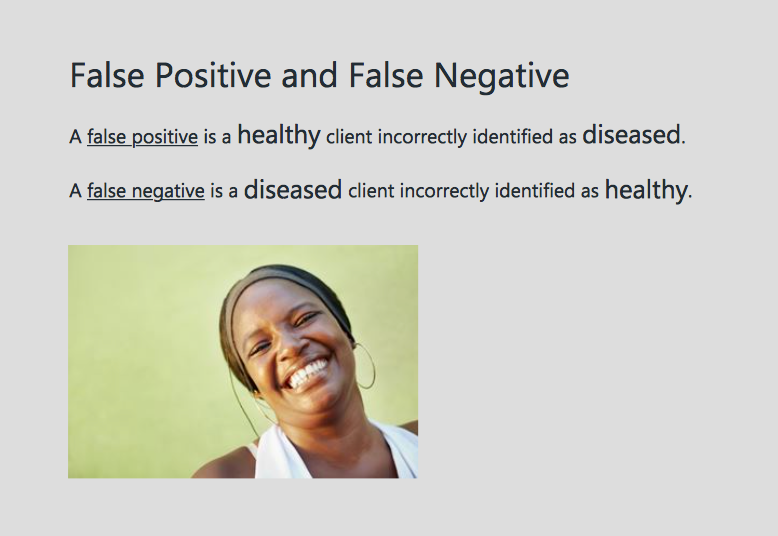 False Positive and False Negative
A false positive is a healthy client incorrectly identified as diseased.
A false negative is a diseased client incorrectly identified as healthy.